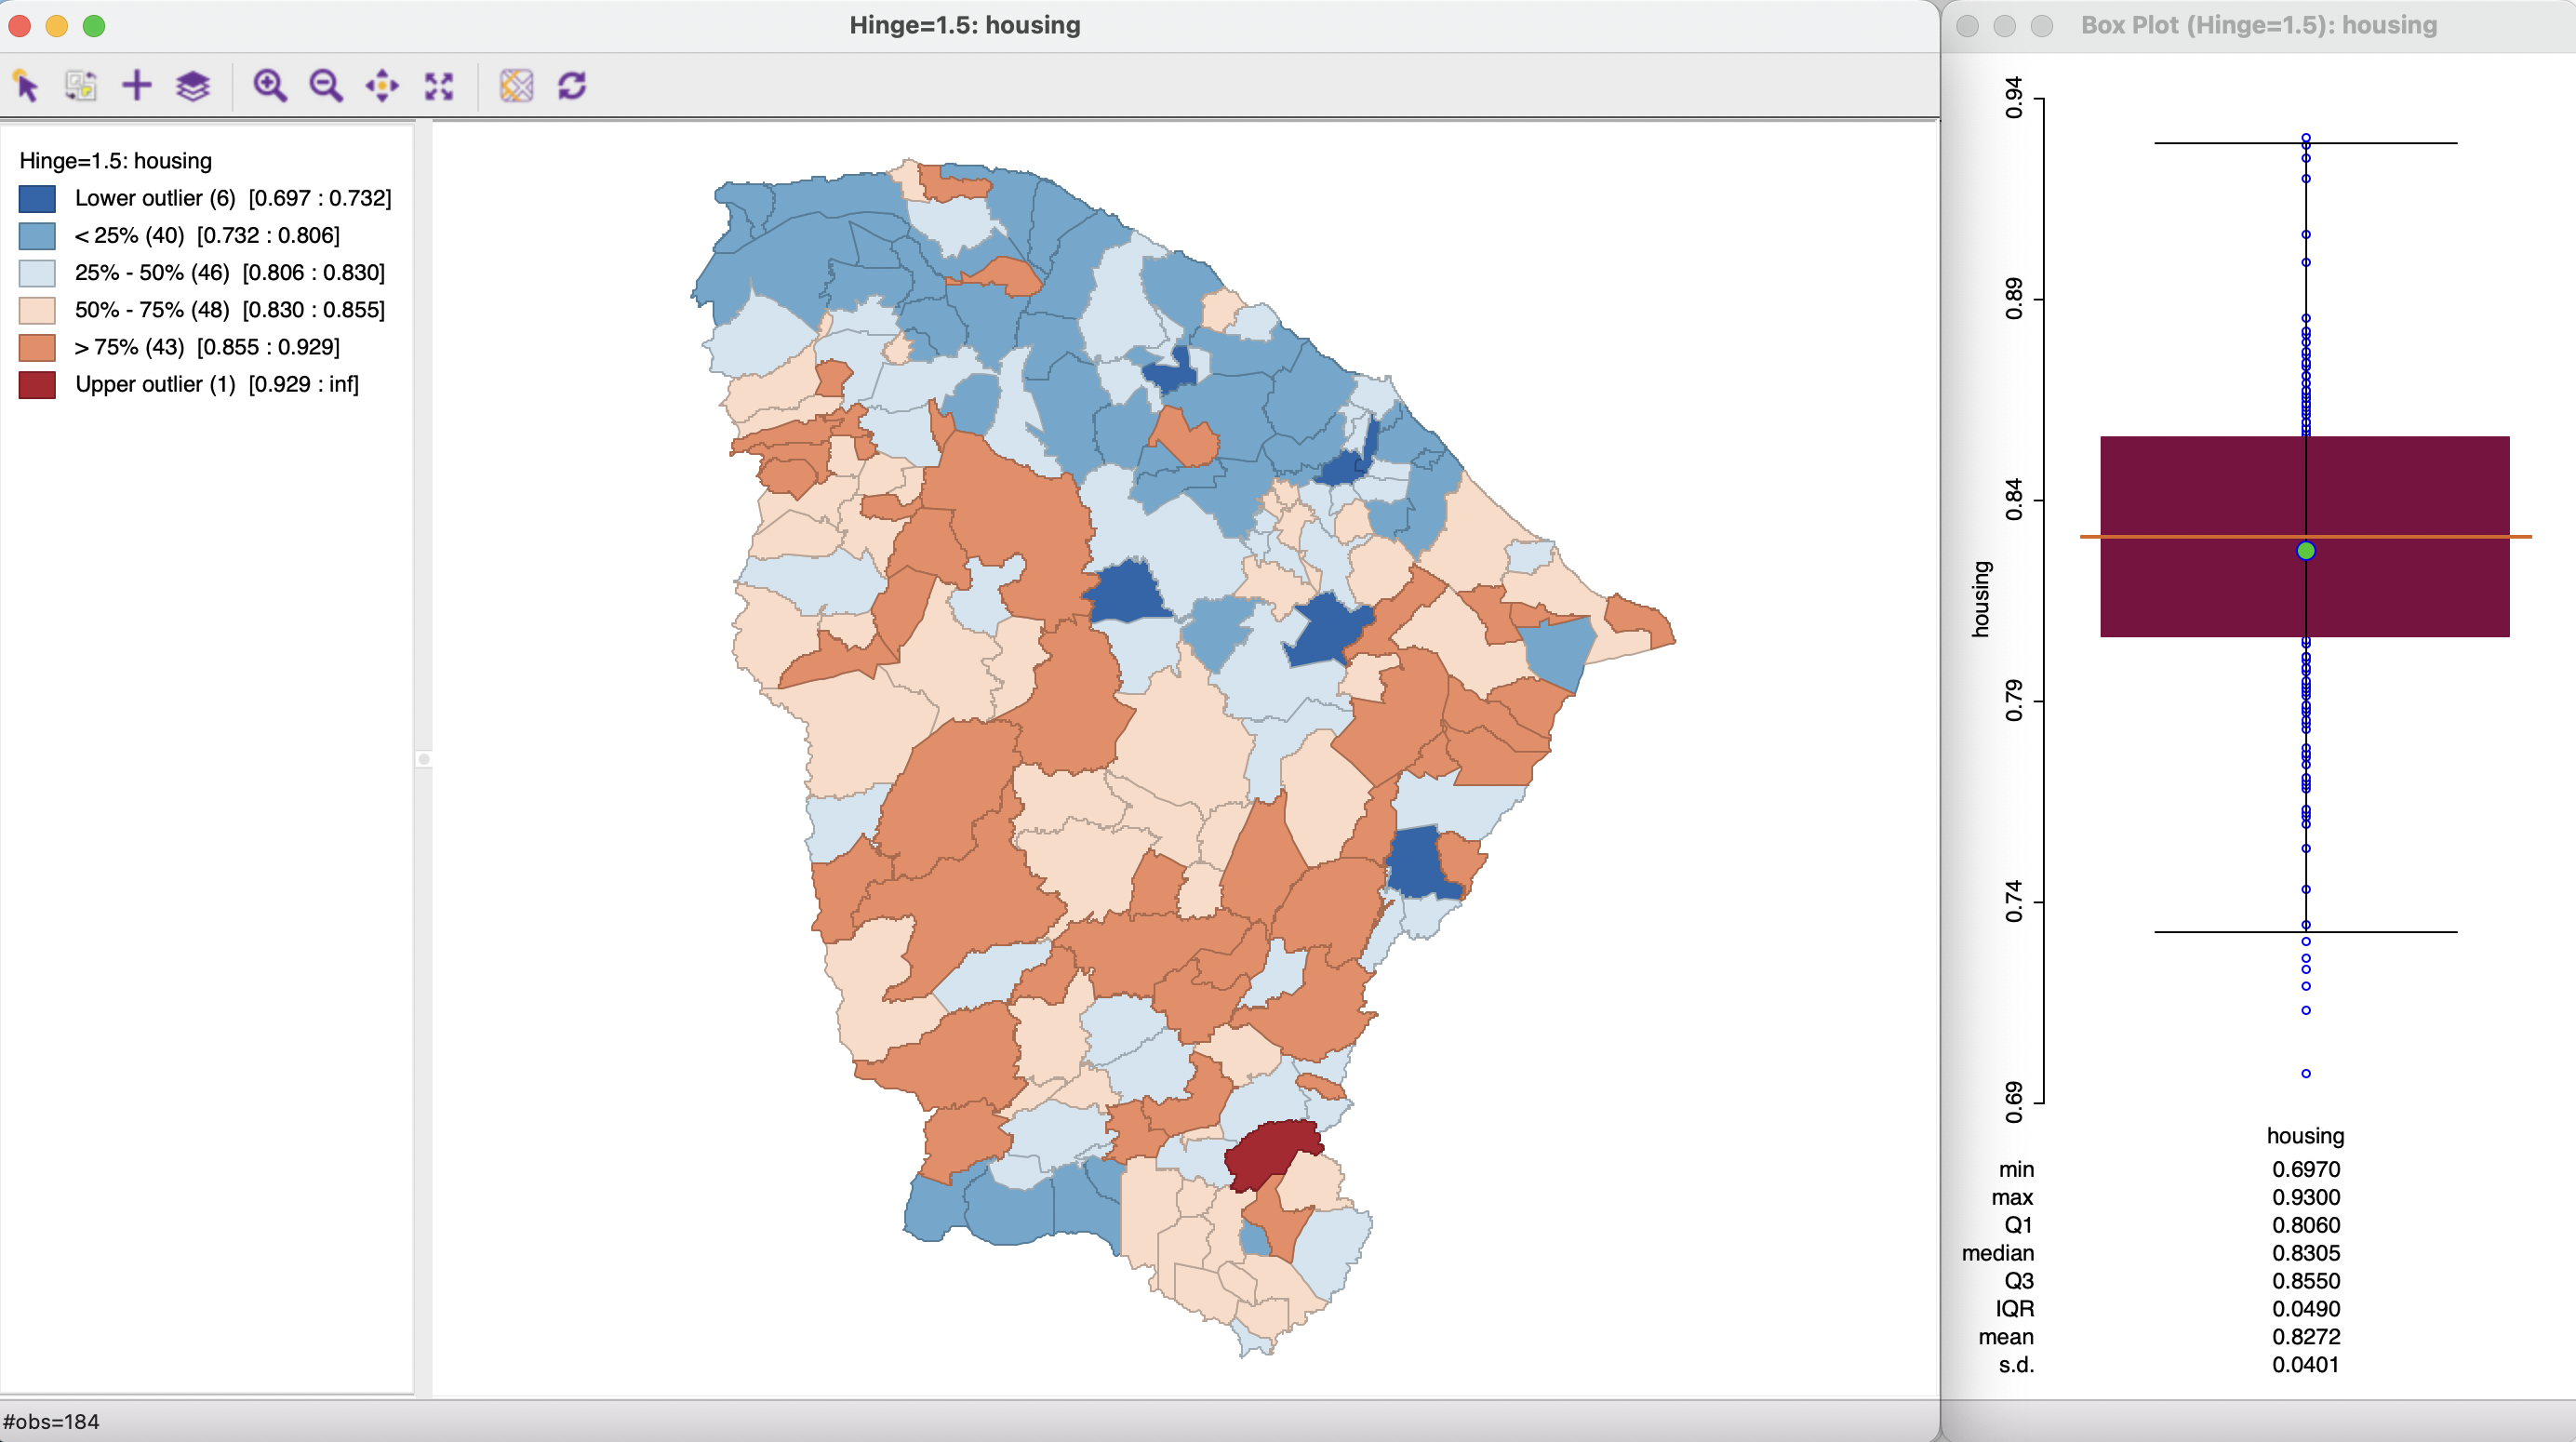 Hinge=1.5: housing
Hinge=1.5: housing
Lower outlier (6) [0.697 : 0.732]
< 25% (40) [0.732 : 0.806]
25% - 50% (46) [0.806 : 0.830]
50% - 75% (48) [0.830 : 0.855]
> 75% (43) [0.855 : 0.929]
Upper outlier (1) [0.929 : inf]
#obs=184
Box Plot (Hinge=1.5): housing
0.94
0.89
0.84
0.79
0.74
0.69
housing
housing
min 0.6970
max 0.9300
Q1 0.8060
median 0.8305
Q3 0.8550
IQR 0.0490
mean 0.8272
s.d. 0.0401